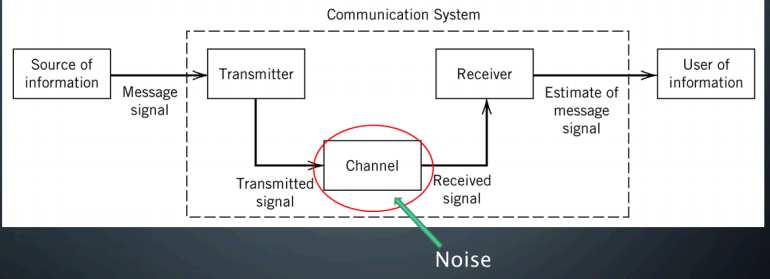 Communication System
Source of
information
Message
signal
Transmitter
Transmitted
signal
Channel
Received
signal
Receiver
Estimate of
message
signal
User of
information
Noise